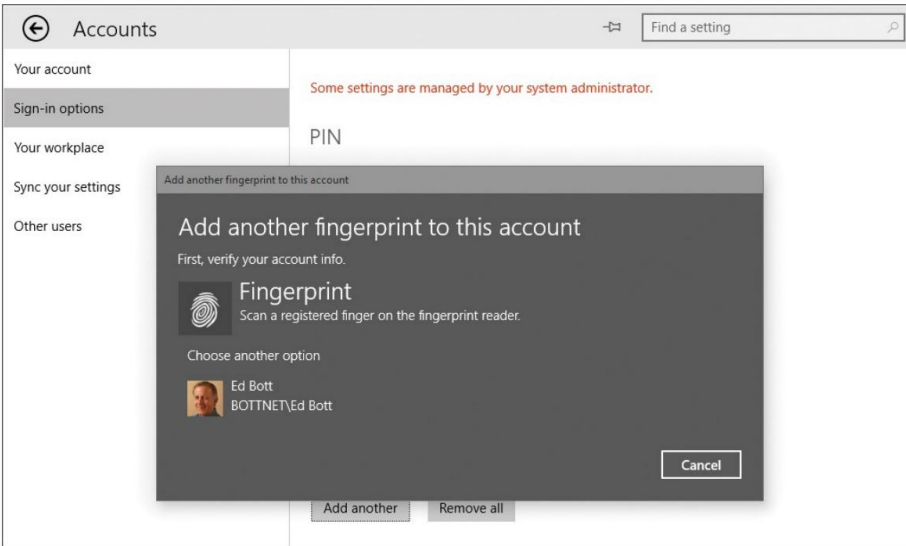 Accounts
Find a setting
Your account
Sign-in options
Your workplace
Sync your settings
Other users
Some settings are managed by your system administrator.
PIN
Add another fingerprint to this account
Add another fingerprint to this account
First, verify your account info.
Fingerprint
Scan a registered finger on the fingerprint reader.
Choose another option
Ed Bott
BOTTNET\Ed Bott
Cancel
Add another
Remove all